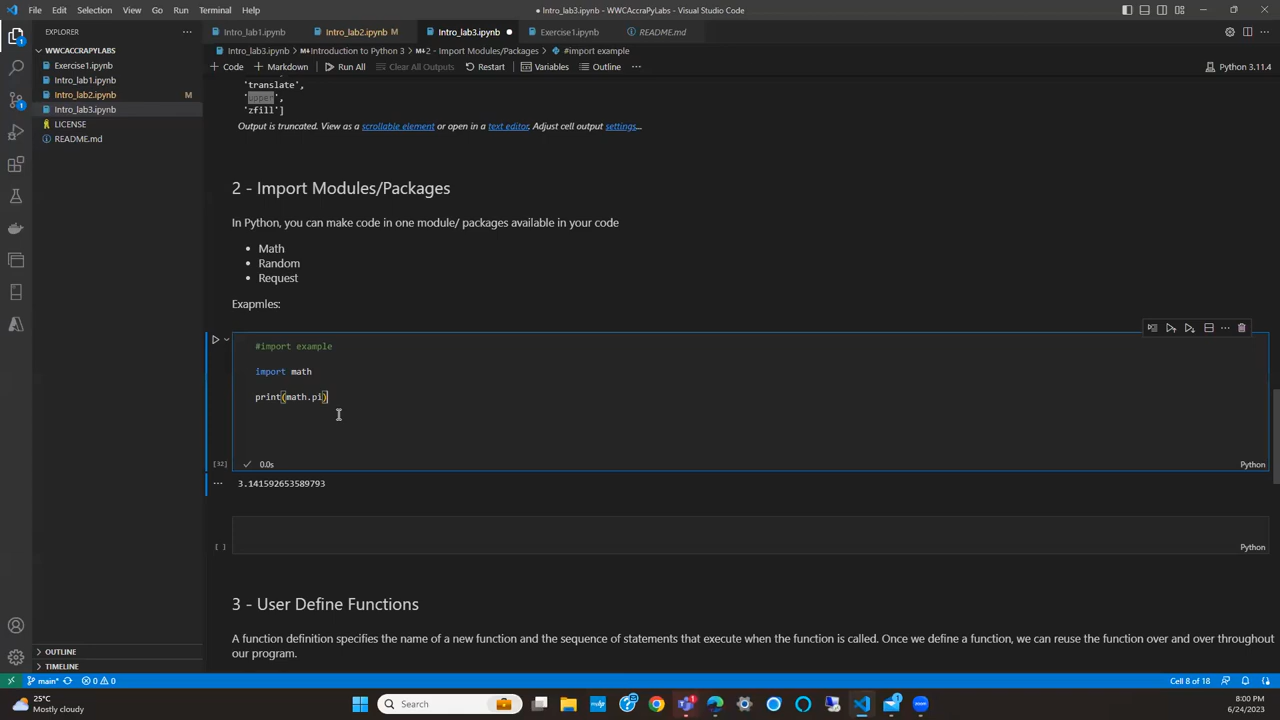 File Edit Selection View Go Run Terminal Help
Intro_lab3.ipynb - WWCAccraPyLabs - Visual Studio Code
EXPLORER
Intro_lab1.ipynb Intro_lab2.ipynb M Intro_lab3.ipynb Exercise1.ipynb README.md
WWCACCRAPYLABS
Intro_lab3.ipynb > Introduction to Python 3 > 2 - Import Modules/Packages > #import example
Exercise1.ipynb
Intro_lab1.ipynb
Intro_lab2.ipynb M
Intro_lab3.ipynb
LICENSE
README.md
+ Code + Markdown Run All Clear All Outputs Restart Variables Outline ... Python 3.11.4
'translate',
'upper',
'zfill']
Output is truncated. View as a scrollable element or open in a text editor. Adjust cell output settings...
2 - Import Modules/Packages
In Python, you can make code in one module/ packages available in your code
Math
Random
Request
Exapmles:
#import example
import math
print(math.pi)
[32] 0.0s Python
3.141592653589793
[ ] Python
3 - User Define Functions
A function definition specifies the name of a new function and the sequence of statements that execute when the function is called. Once we define a function, we can reuse the function over and over throughout
our program.
OUTLINE
TIMELINE
main* 0 0 Cell 8 of 18
25°C
Mostly cloudy
Search
8:00 PM
6/24/2023